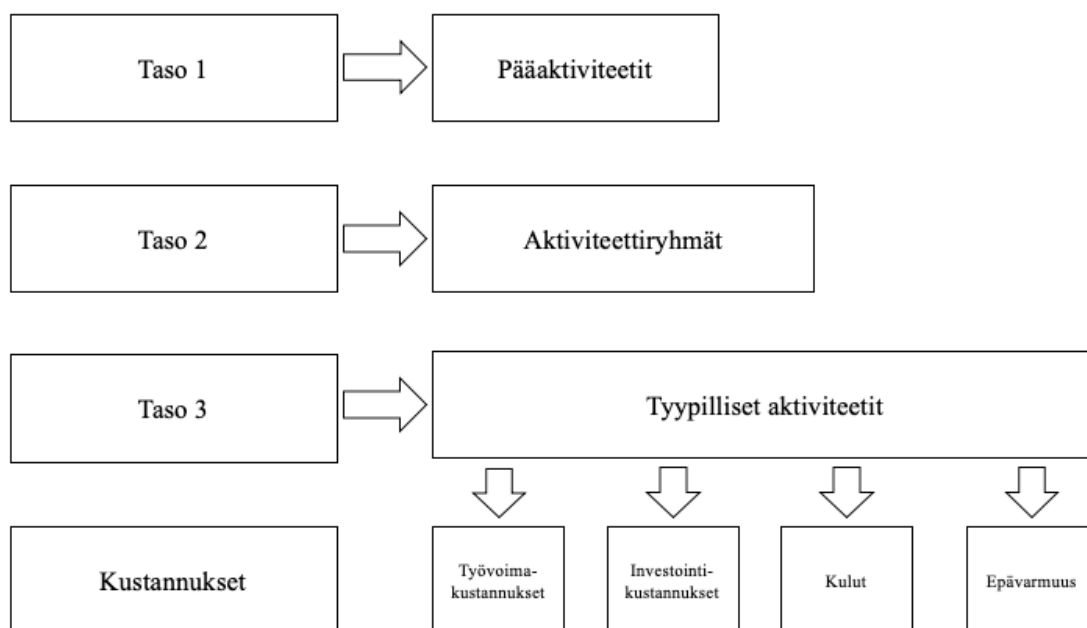 Taso 1
Pääaktiviteetit
Taso 2
Aktiviteettiryhmät
Taso 3
Tyypilliset aktiviteetit
Kustannukset
Työvoima-
kustannukset
Investointi-
kustannukset
Kulut
Epävarmuus